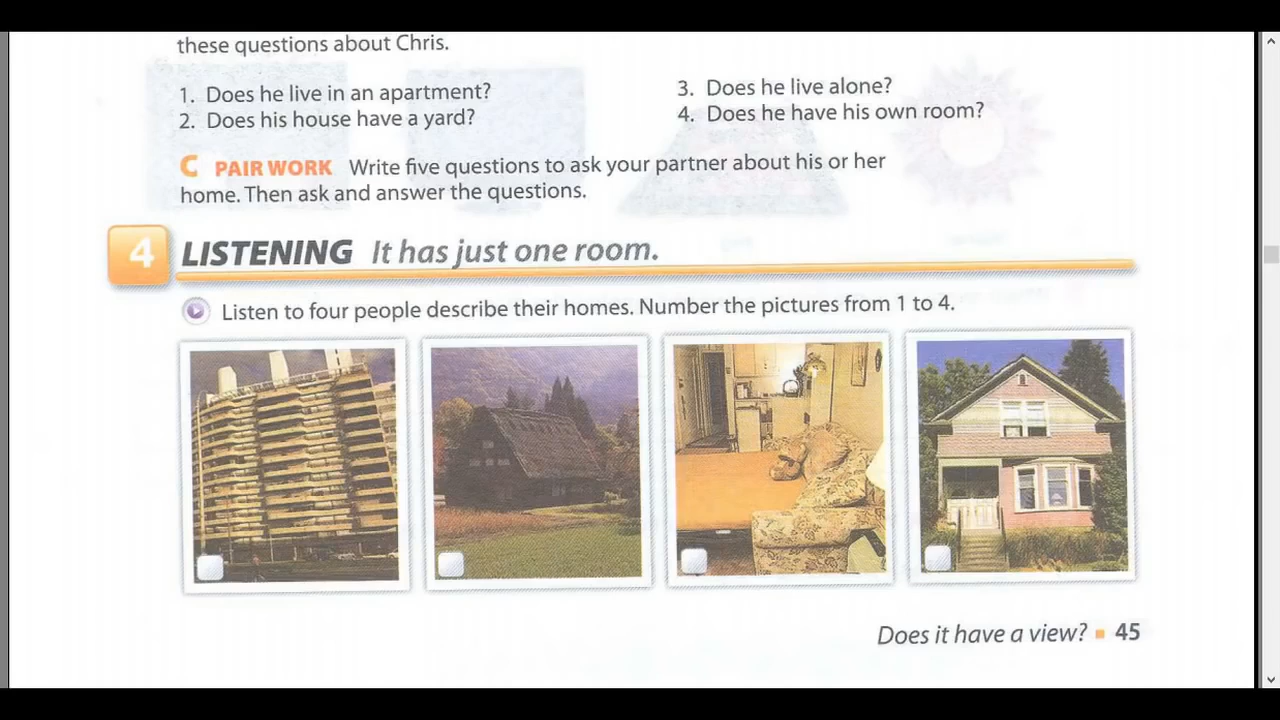 these questions about Chris.
1. Does he live in an apartment?
2. Does his house have a yard?
3. Does he live alone?
4. Does he have his own room?
C PAIR WORK Write five questions to ask your partner about his or her
home. Then ask and answer the questions.
4 LISTENING It has just one room.
Listen to four people describe their homes. Number the pictures from 1 to 4.
Does it have a view? ▪ 45